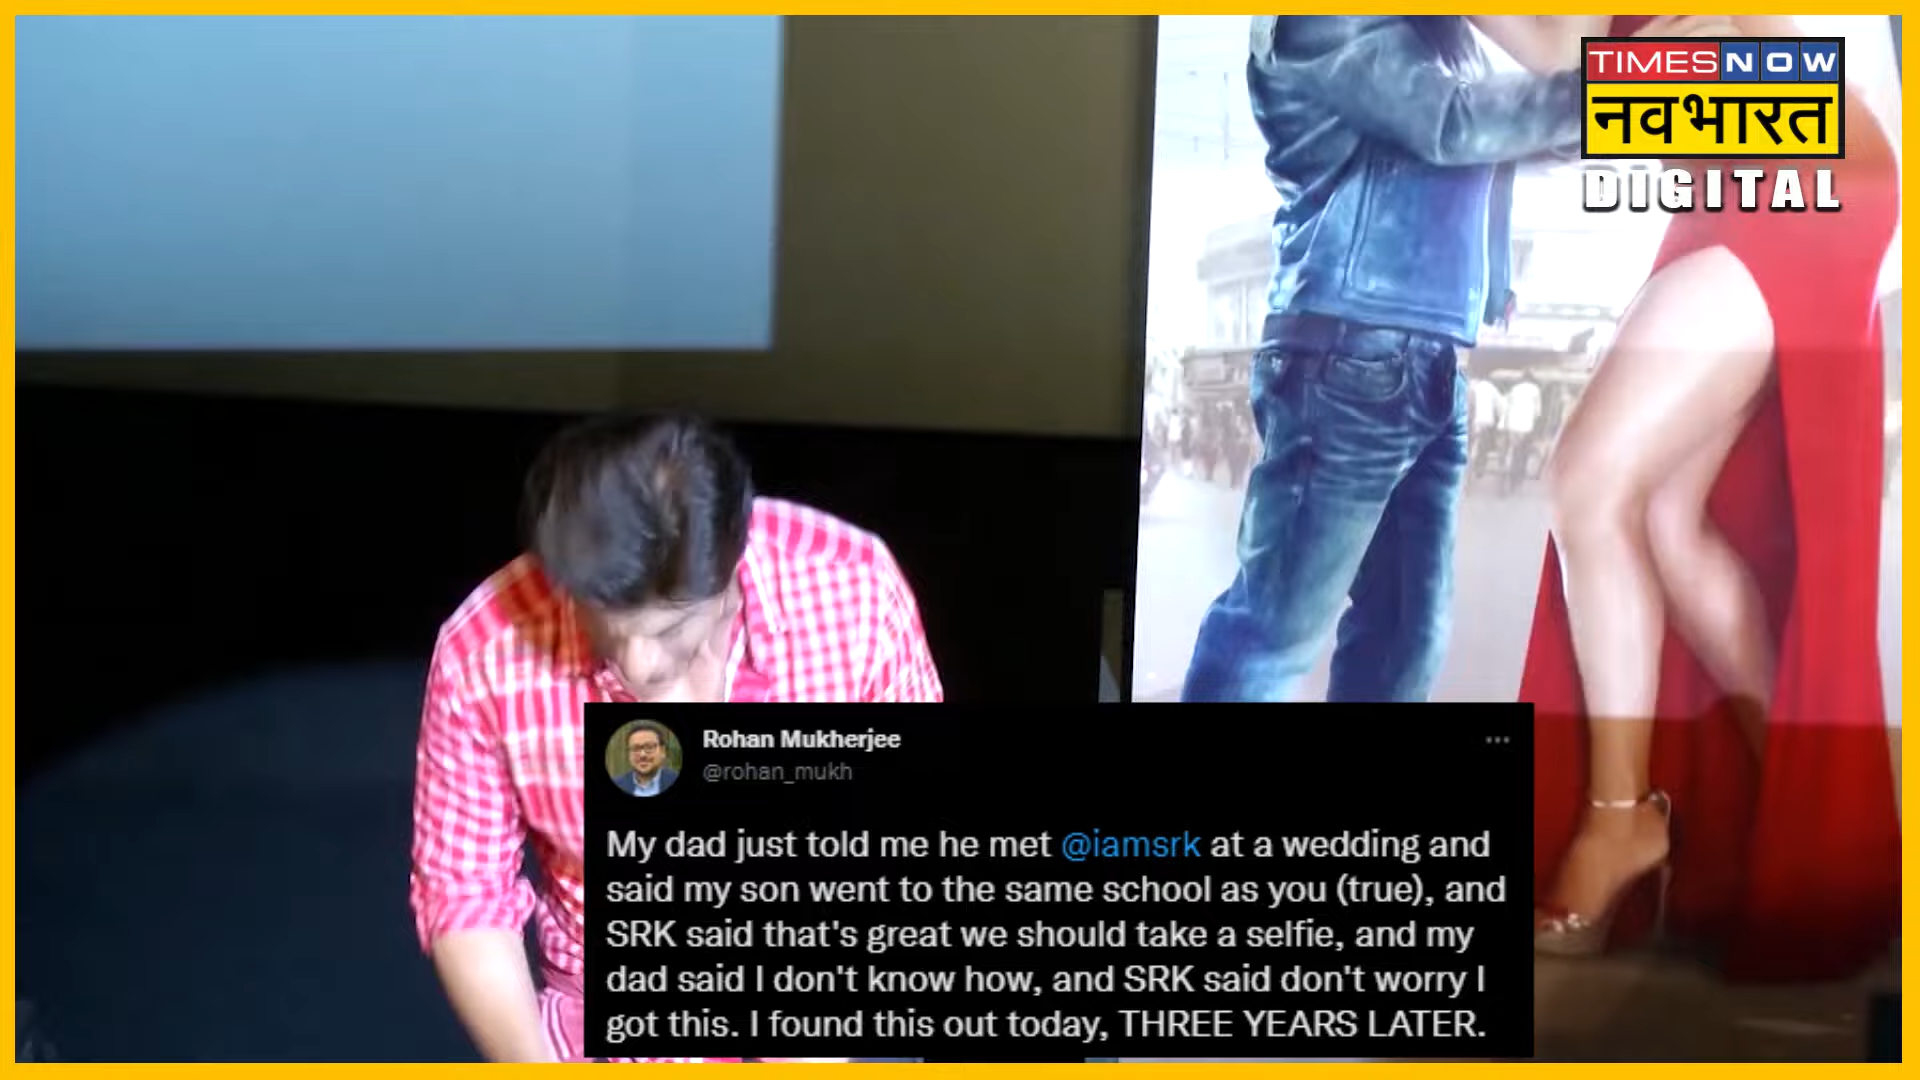 TIMES NOW
नवभारत
DIGITAL
Rohan Mukherjee
@rohan_mukh
My dad just told me he met @iamsrk at a wedding and
said my son went to the same school as you (true), and
SRK said that's great we should take a selfie, and my
dad said I don't know how, and SRK said don't worry I
got this. I found this out today, THREE YEARS LATER.